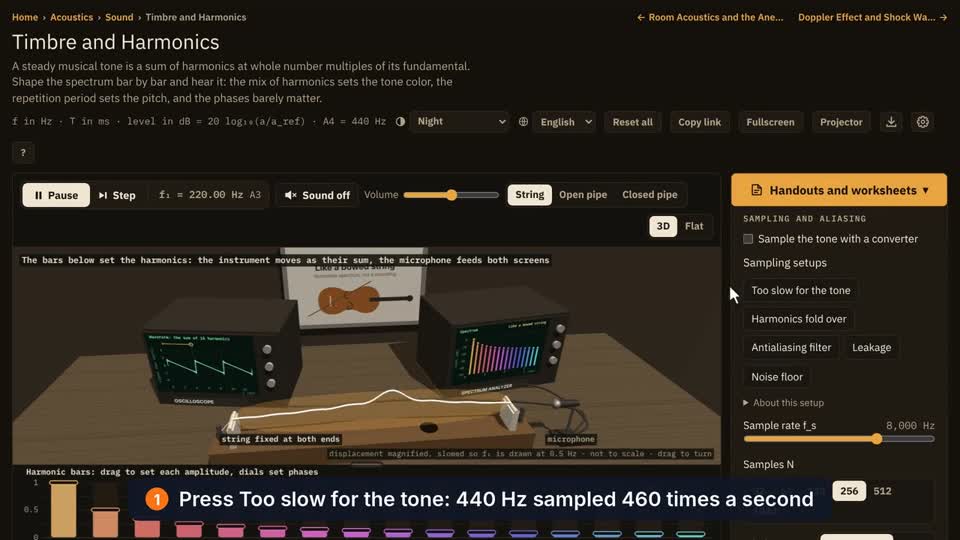 Home › Acoustics › Sound › Timbre and Harmonics
← Room Acoustics and the Ane… Doppler Effect and Shock Wa… →
Timbre and Harmonics
A steady musical tone is a sum of harmonics at whole number multiples of its fundamental.
Shape the spectrum bar by bar and hear it: the mix of harmonics sets the tone color, the
repetition period sets the pitch, and the phases barely matter.
f in Hz · T in ms · level in dB = 20 log₁₀(a/a_ref) · A4 = 440 Hz
Night
English
Reset all
Copy link
Fullscreen
Projector
?
Pause
Step
f₁ = 220.00 Hz A3
Sound off
Volume
String
Open pipe
Closed pipe
3D
Flat
The bars below set the harmonics: the instrument moves as their sum, the microphone feeds both screens
Like a bowed string
Waveform: the sum of 16 harmonics
OSCILLOSCOPE
Spectrum
Like a bowed string
SPECTRUM ANALYZER
string fixed at both ends
microphone
displacement magnified, slowed so f₁ is drawn at 0.5 Hz · not to scale · drag to turn
Harmonic bars: drag to set each amplitude, dials set phases
1
0.5
0
Handouts and worksheets ▾
SAMPLING AND ALIASING
Sample the tone with a converter
Sampling setups
Too slow for the tone
Harmonics fold over
Antialiasing filter
Leakage
Noise floor
▸ About this setup
Sample rate f_s
8,000 Hz
Samples N
256
512
1 Press Too slow for the tone: 440 Hz sampled 460 times a second